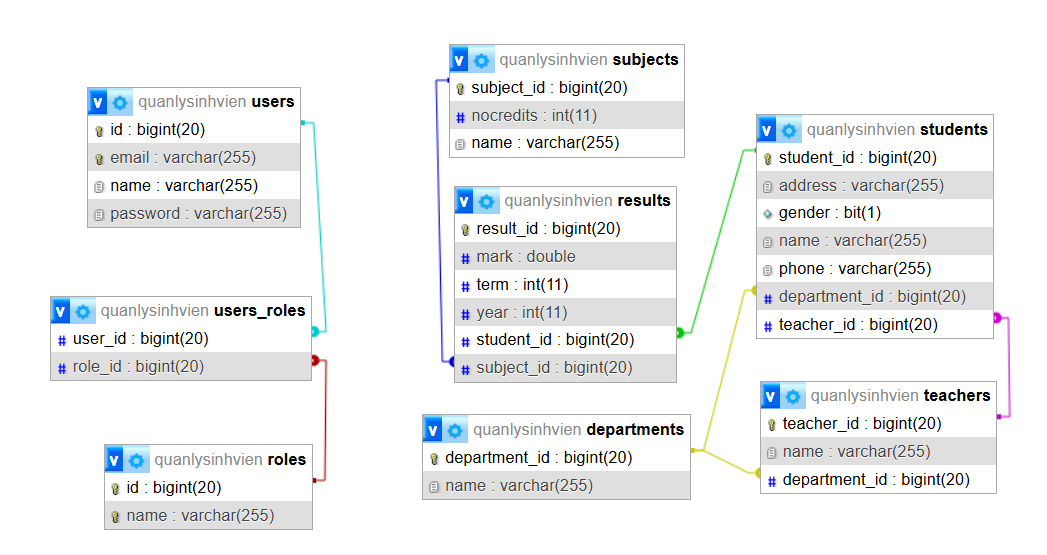 v quanlysinhvien users
id : bigint(20)
email : varchar(255)
name : varchar(255)
password : varchar(255)
v quanlysinhvien users_roles
# user_id : bigint(20)
# role_id : bigint(20)
v quanlysinhvien roles
id : bigint(20)
name : varchar(255)
v quanlysinhvien subjects
subject_id : bigint(20)
# nocredits : int(11)
name : varchar(255)
v quanlysinhvien results
result_id : bigint(20)
# mark : double
# term : int(11)
# year : int(11)
# student_id : bigint(20)
# subject_id : bigint(20)
v quanlysinhvien departments
department_id : bigint(20)
name : varchar(255)
v quanlysinhvien students
student_id : bigint(20)
address : varchar(255)
gender : bit(1)
name : varchar(255)
phone : varchar(255)
# department_id : bigint(20)
# teacher_id : bigint(20)
v quanlysinhvien teachers
teacher_id : bigint(20)
name : varchar(255)
# department_id : bigint(20)